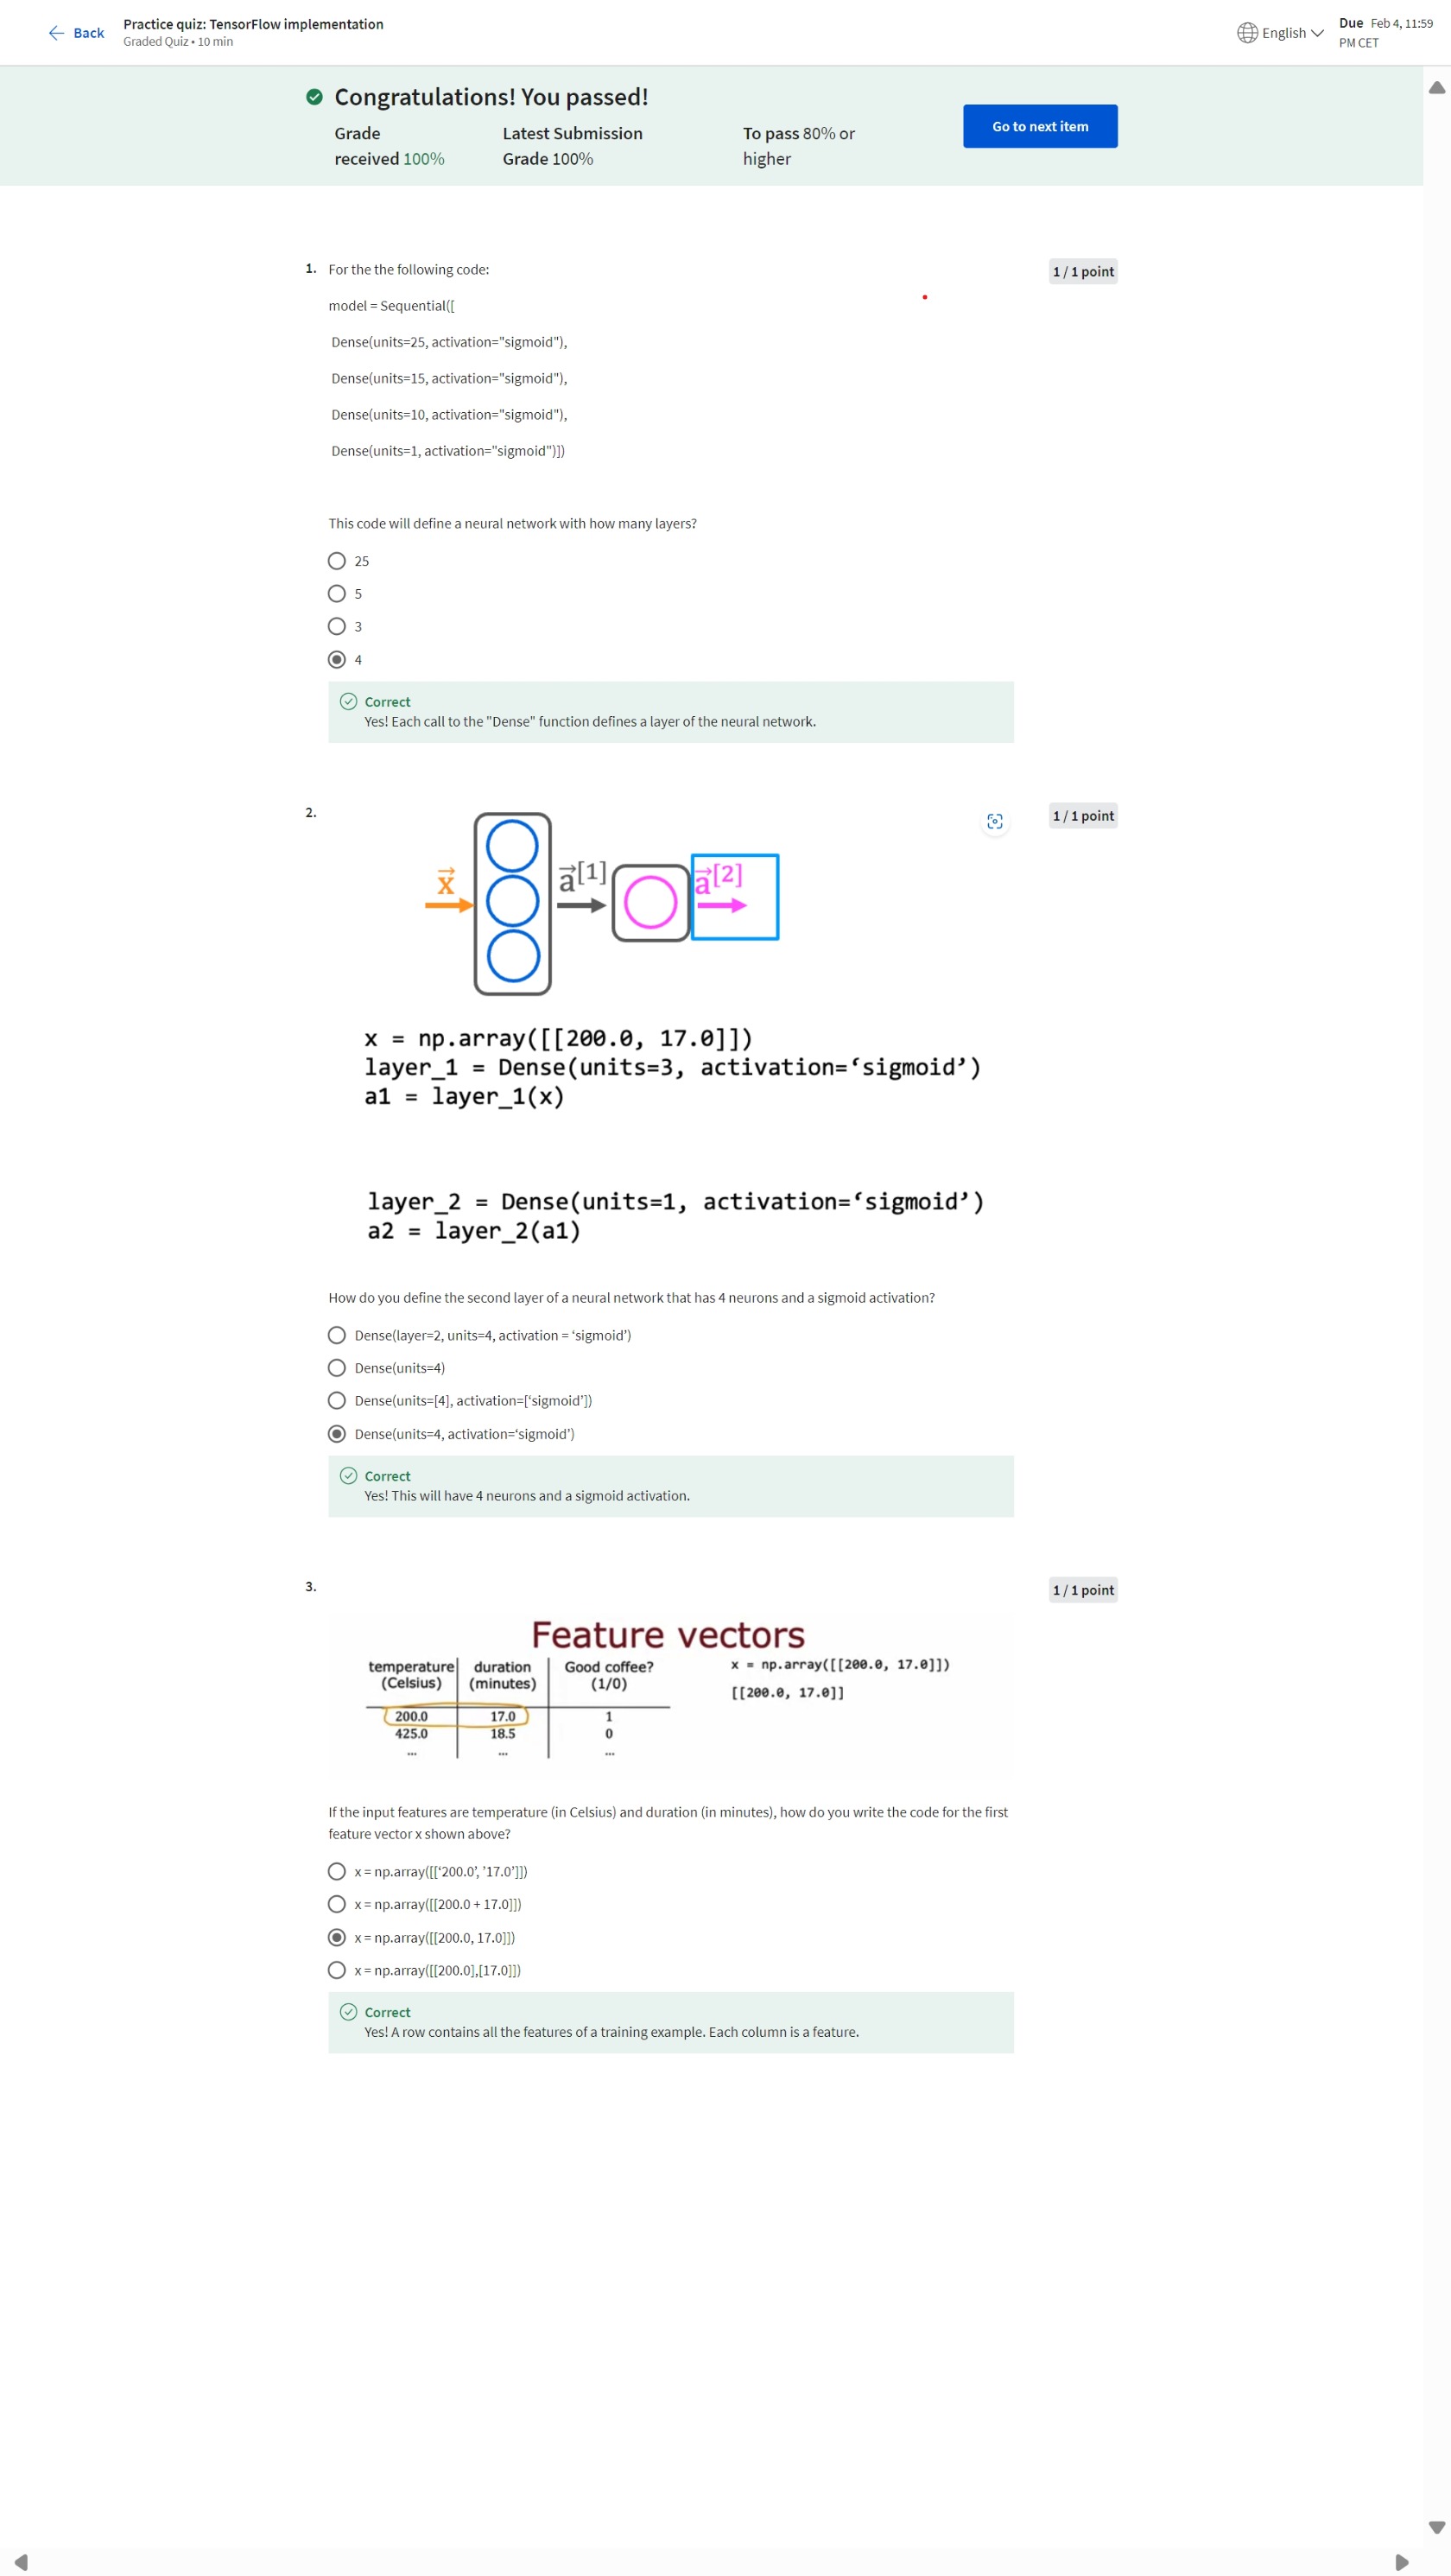 Back
Practice quiz: TensorFlow implementation
Graded Quiz • 10 min
English
Due Feb 4, 11:59
PM CET
Congratulations! You passed!
Grade
received 100%
Latest Submission
Grade 100%
To pass 80% or
higher
Go to next item
1. For the the following code:
1 / 1 point
model = Sequential([
Dense(units=25, activation="sigmoid"),
Dense(units=15, activation="sigmoid"),
Dense(units=10, activation="sigmoid"),
Dense(units=1, activation="sigmoid")])
This code will define a neural network with how many layers?
25
5
3
4
Correct
Yes! Each call to the "Dense" function defines a layer of the neural network.
2.
1 / 1 point
x⃗
a⃗[1]
a⃗[2]
x = np.array([[200.0, 17.0]])
layer_1 = Dense(units=3, activation=‘sigmoid’)
a1 = layer_1(x)
layer_2 = Dense(units=1, activation=‘sigmoid’)
a2 = layer_2(a1)
How do you define the second layer of a neural network that has 4 neurons and a sigmoid activation?
Dense(layer=2, units=4, activation = ‘sigmoid’)
Dense(units=4)
Dense(units=[4], activation=[‘sigmoid’])
Dense(units=4, activation=‘sigmoid’)
Correct
Yes! This will have 4 neurons and a sigmoid activation.
3.
1 / 1 point
Feature vectors
temperature duration Good coffee?
(Celsius) (minutes) (1/0)
200.0 17.0 1
425.0 18.5 0
... ... ...
x = np.array([[200.0, 17.0]])
[[200.0, 17.0]]
If the input features are temperature (in Celsius) and duration (in minutes), how do you write the code for the first
feature vector x shown above?
x = np.array([[‘200.0’, ’17.0’]])
x = np.array([[200.0 + 17.0]])
x = np.array([[200.0, 17.0]])
x = np.array([[200.0],[17.0]])
Correct
Yes! A row contains all the features of a training example. Each column is a feature.